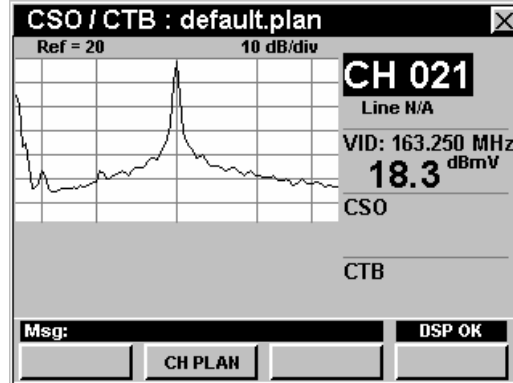 CSO / CTB : default.plan
Ref = 20 10 dB/div
CH 021
Line N/A
VID: 163.250 MHz
18.3 dBmV
CSO
CTB
Msg: DSP OK
CH PLAN